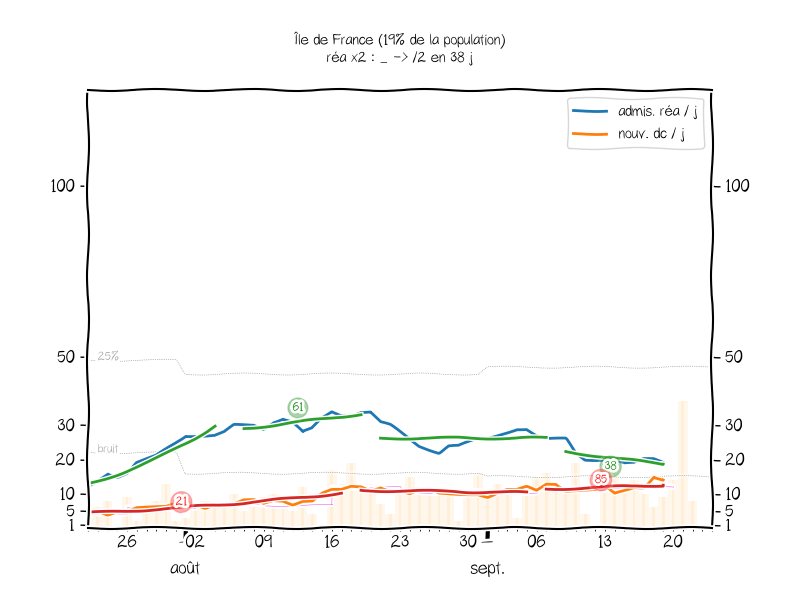 Île de France (19% de la population)
réa x2 : _ -> /2 en 38 j
admis. réa / j
nouv. dc / j
100 100
50 25% 50
61
30 30
bruit
20 38 20
85
10 21 10
5 5
1 1
26 02 09 16 23 30 06 13 20
août sept.